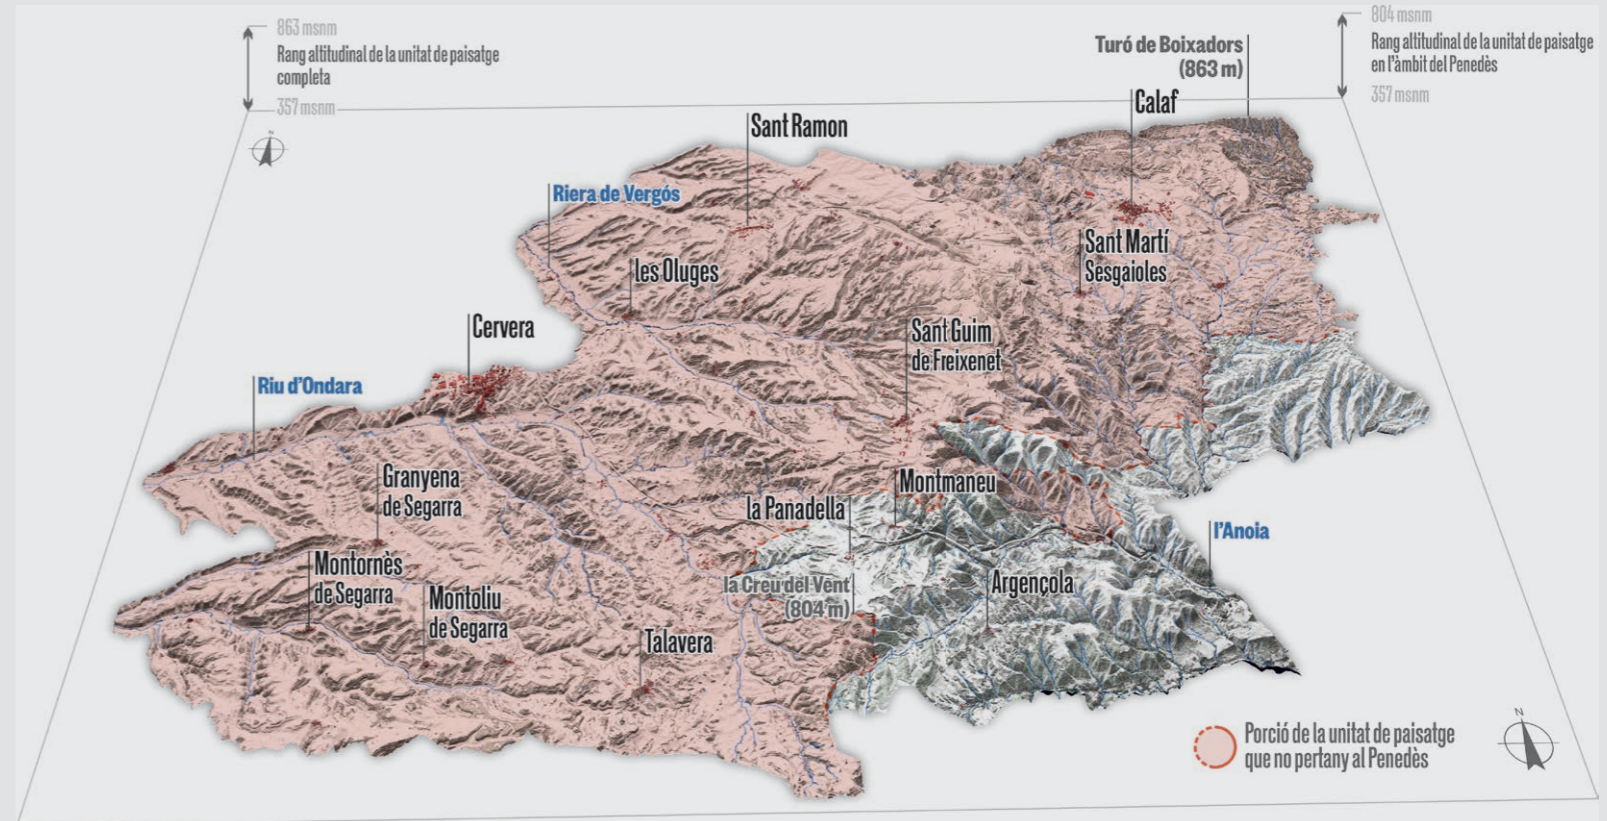 863 msnm
Rang altitudinal de la unitat de paisatge
completa
357 msnm
804 msnm
Rang altitudinal de la unitat de paisatge
en l'àmbit del Penedès
357 msnm
Turó de Boixadors
(863 m)
Calaf
Sant Ramon
N
Riera de Vergós
Sant Martí
Sesgaioles
les Oluges
Cervera
Sant Guim
de Freixenet
Riu d'Ondara
Granyena
de Segarra
Montmaneu
la Panadella
l'Anoia
Montornès
de Segarra
Montoliu
de Segarra
la Creu del Vent
(804 m)
Argençola
Talavera
N
Porció de la unitat de paisatge
que no pertany al Penedès